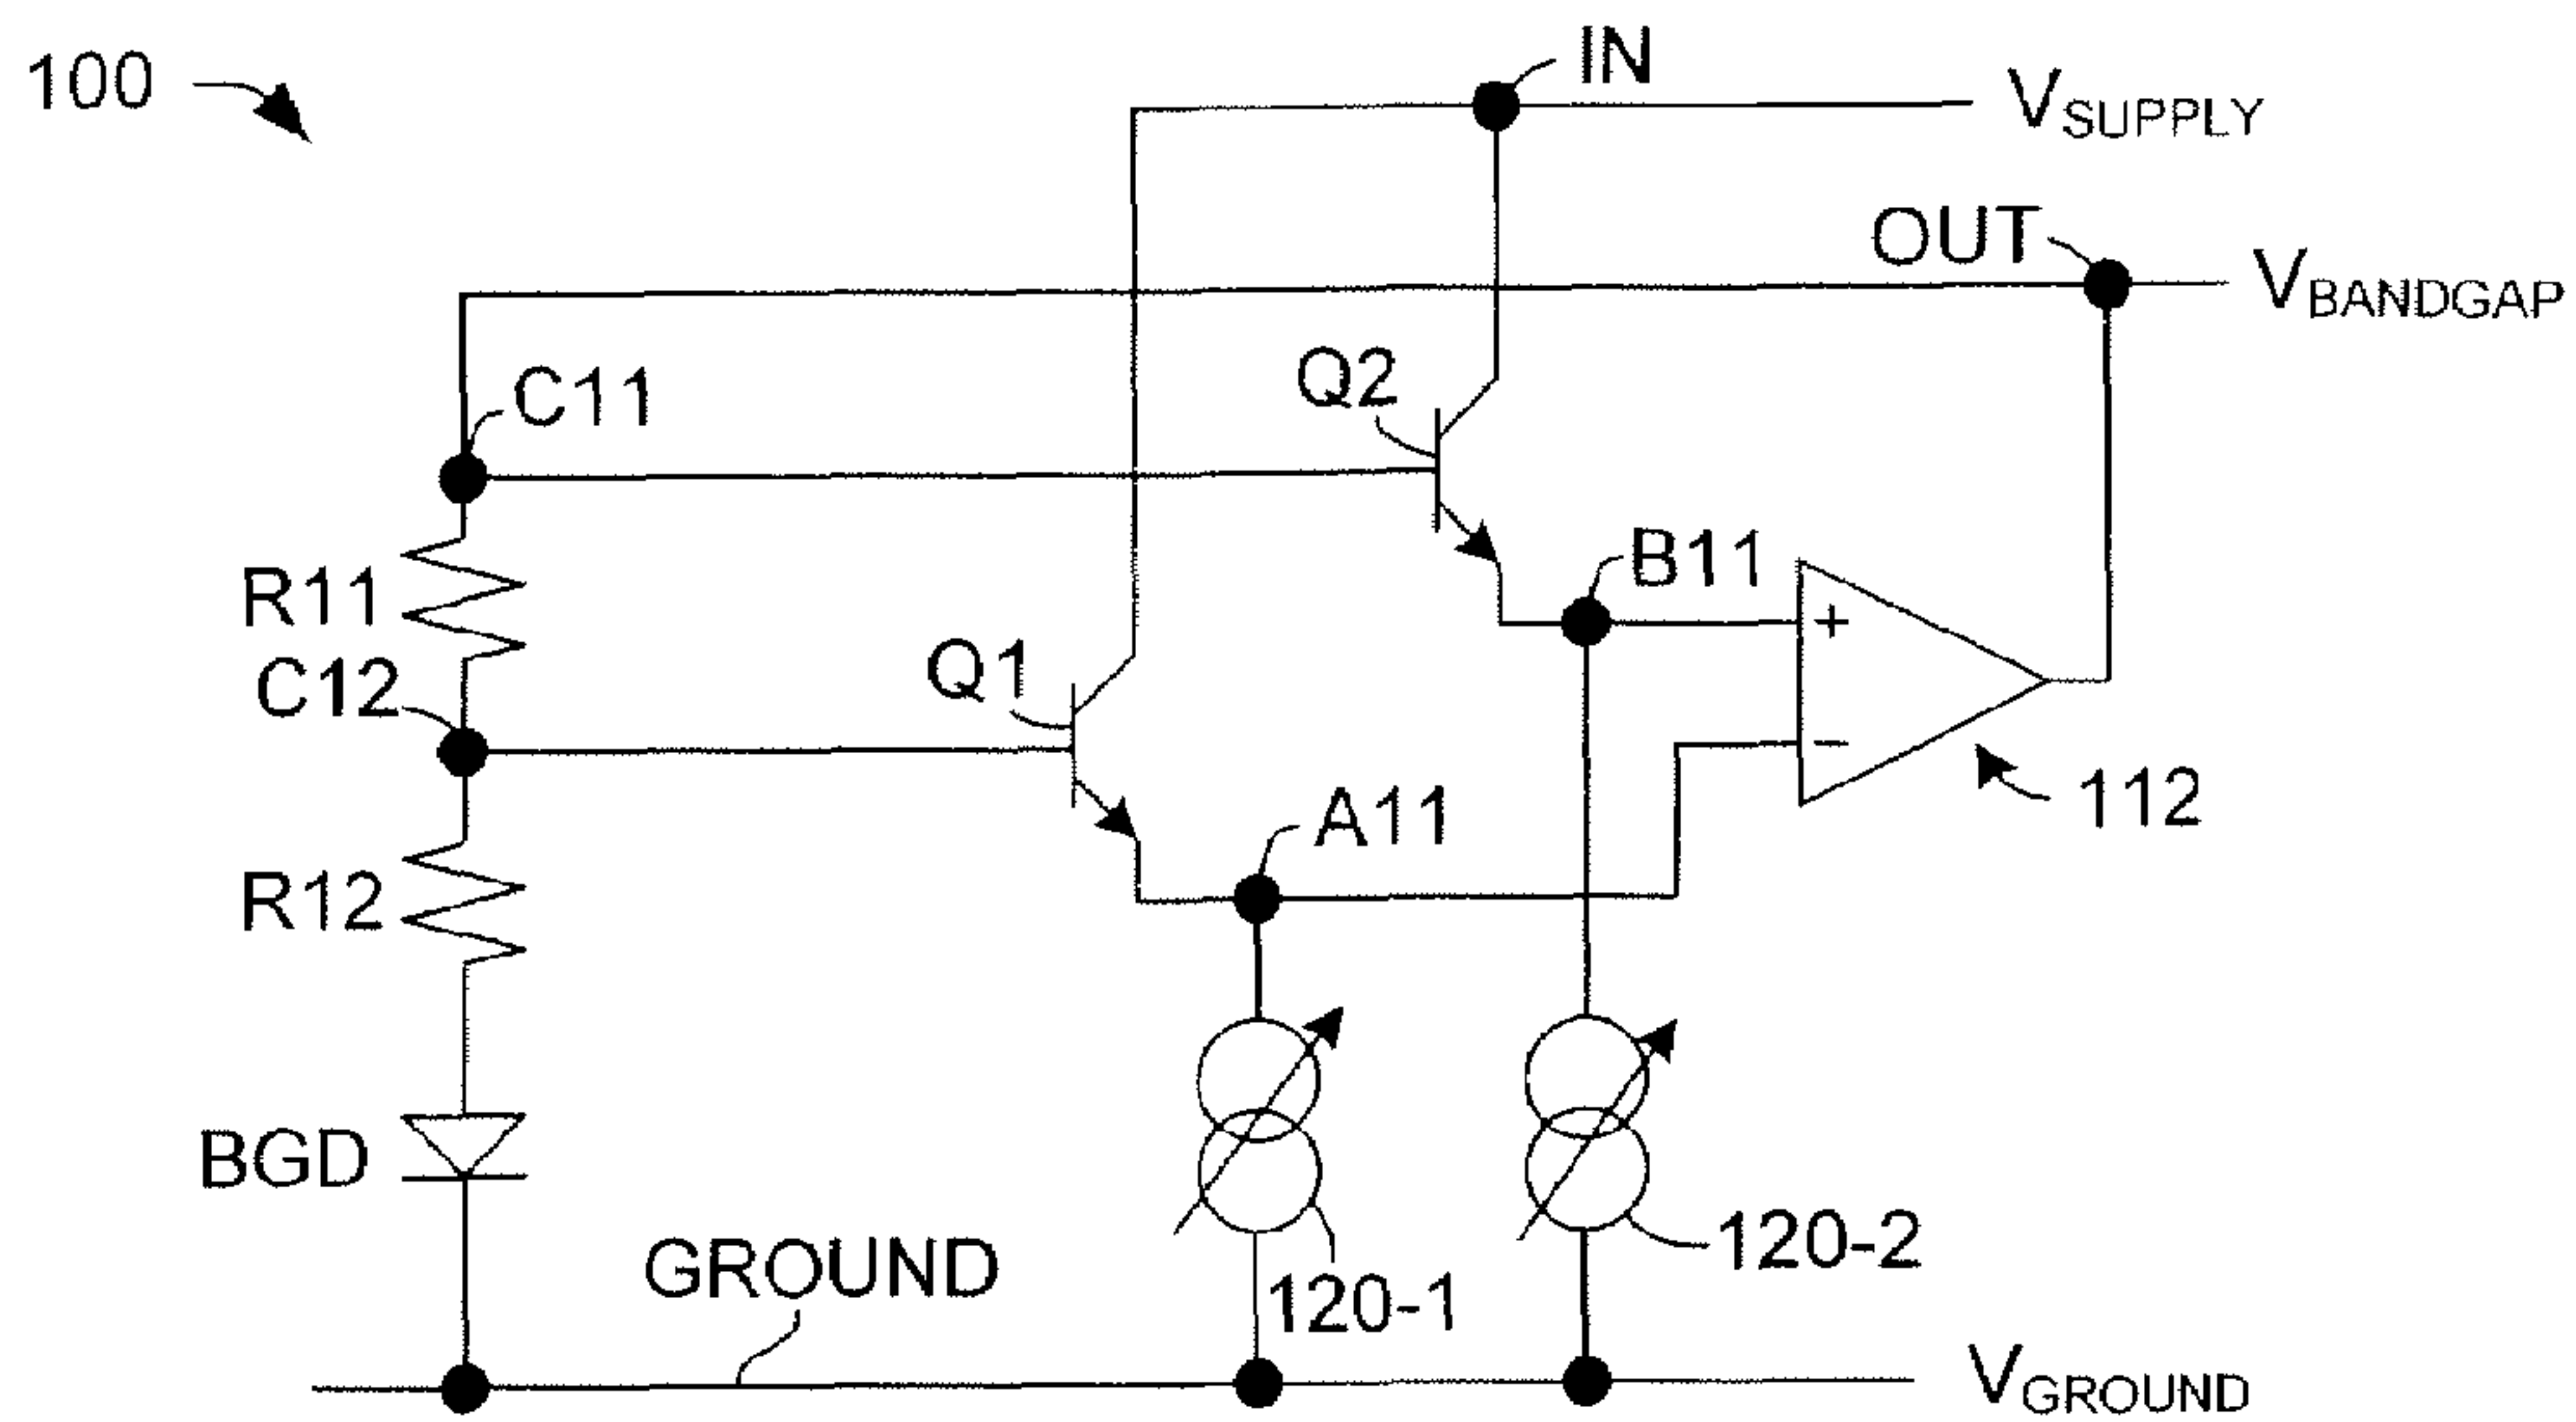 100
IN
VSUPPLY
OUT
VBANDGAP
Q2
C11
B11
R11
Q1
C12
+
−
112
A11
R12
BGD
120-2
GROUND
120-1
VGROUND